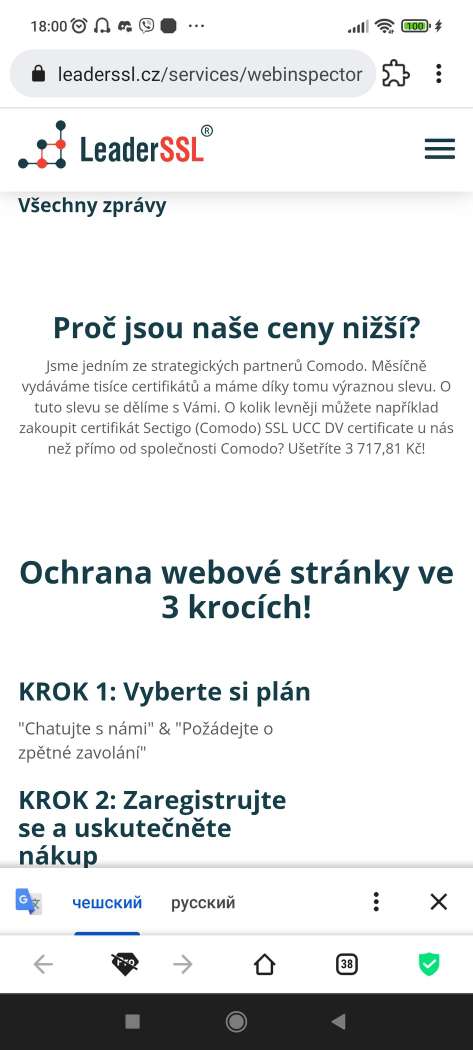 18:00
100
leaderssl.cz/services/webinspector
LeaderSSL®
Všechny zprávy
Proč jsou naše ceny nižší?
Jsme jedním ze strategických partnerů Comodo. Měsíčně
vydáváme tisíce certifikátů a máme díky tomu výraznou slevu. O
tuto slevu se dělíme s Vámi. O kolik levněji můžete například
zakoupit certifikát Sectigo (Comodo) SSL UCC DV certificate u nás
než přímo od společnosti Comodo? Ušetříte 3 717,81 Kč!
Ochrana webové stránky ve
3 krocích!
KROK 1: Vyberte si plán
"Chatujte s námi" & "Požádejte o
zpětné zavolání"
KROK 2: Zaregistrujte
se a uskutečněte
nákup
чешский русский
Pro
38